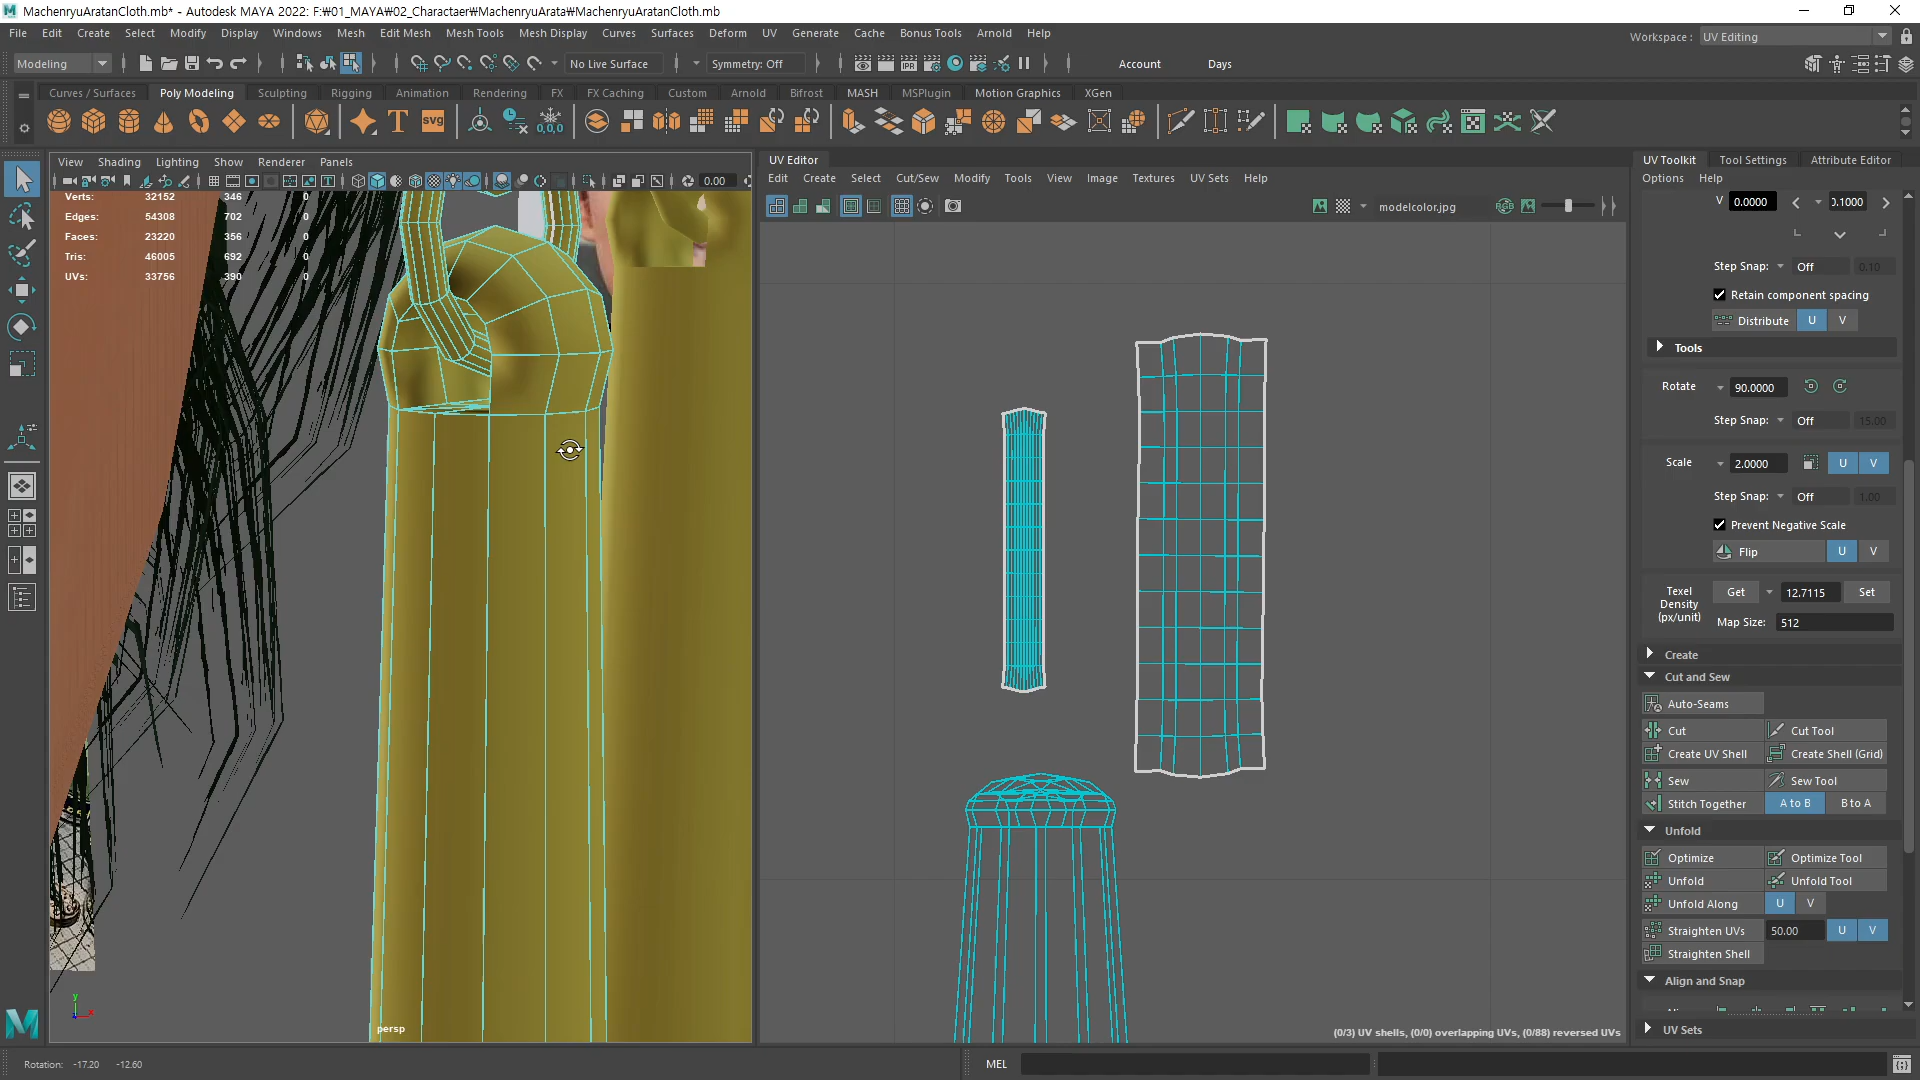 MachenryuAratanCloth.mb* - Autodesk MAYA 2022: F:₩01_MAYA₩02_Charactaer₩MachenryuArata₩MachenryuAratanCloth.mb
File Edit Create Select Modify Display Windows Mesh Edit Mesh Mesh Tools Mesh Display Curves Surfaces Deform UV Generate Cache Bonus Tools Arnold Help
Workspace : UV Editing
Modeling No Live Surface Symmetry: Off Account Days
Curves / Surfaces Poly Modeling Sculpting Rigging Animation Rendering FX FX Caching Custom Arnold Bifrost MASH MSPlugin Motion Graphics XGen
View Shading Lighting Show Renderer Panels
0.00
Verts: 32152 346 0
Edges: 54308 702 0
Faces: 23220 356 0
Tris: 46005 692 0
UVs: 33756 390 0
persp
UV Editor
Edit Create Select Cut/Sew Modify Tools View Image Textures UV Sets Help
modelcolor.jpg
(0/3) UV shells, (0/0) overlapping UVs, (0/88) reversed UVs
UV Toolkit Tool Settings Attribute Editor
Options Help
V 0.0000 0.1000
Step Snap: Off 0.10
Retain component spacing
Distribute U V
Tools
Rotate 90.0000
Step Snap: Off 15.00
Scale 2.0000 U V
Step Snap: Off 1.00
Prevent Negative Scale
Flip U V
Texel Density (px/unit) Get 12.7115 Set
Map Size: 512
Create
Cut and Sew
Auto-Seams
Cut Cut Tool
Create UV Shell Create Shell (Grid)
Sew Sew Tool
Stitch Together A to B B to A
Unfold
Optimize Optimize Tool
Unfold Unfold Tool
Unfold Along U V
Straighten UVs 50.00 U V
Straighten Shell
Align and Snap
UV Sets
Rotation: -17.20 -12.60
MEL